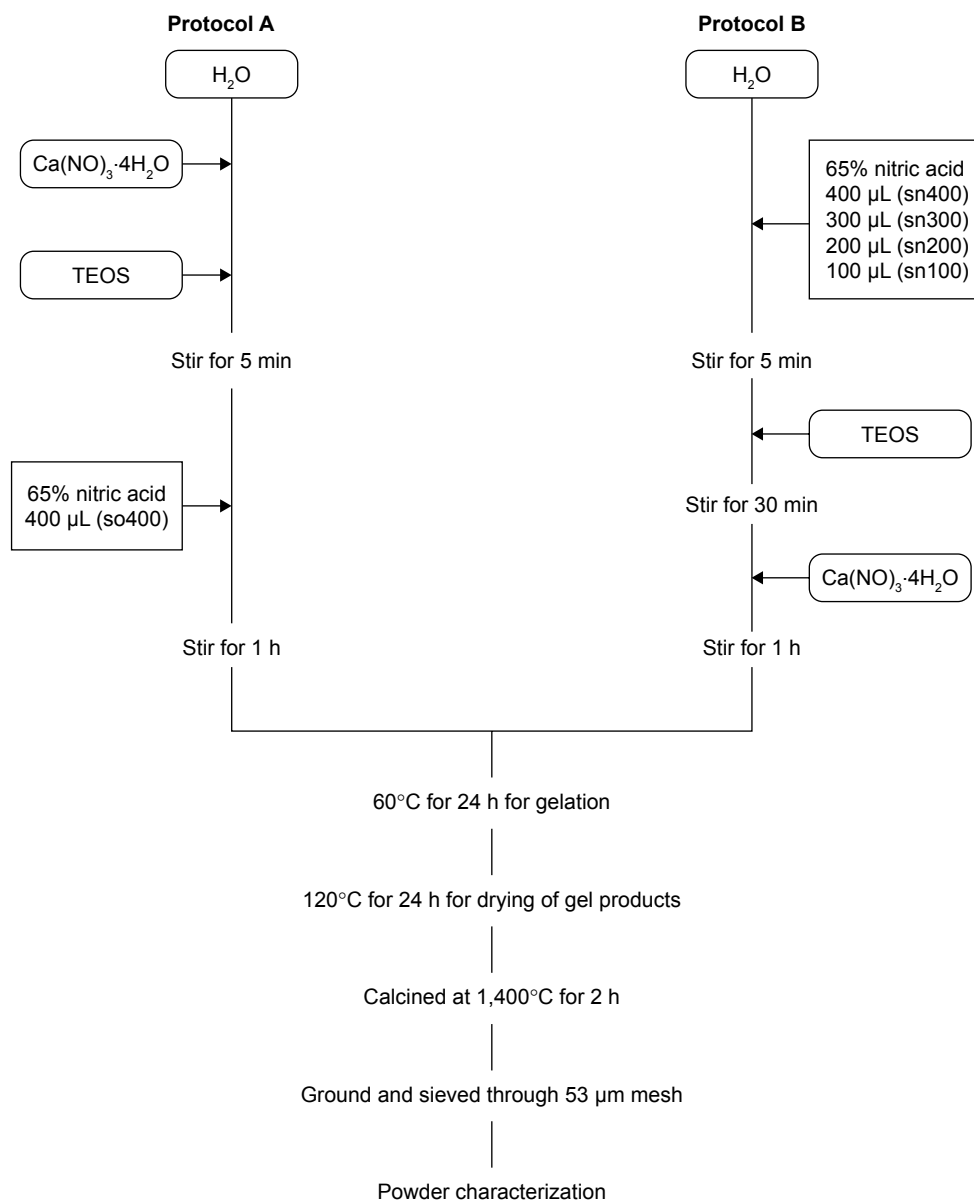 Protocol A
H₂O
Ca(NO)₃·4H₂O
TEOS
Stir for 5 min
65% nitric acid
400 µL (so400)
Stir for 1 h
Protocol B
H₂O
65% nitric acid
400 µL (sn400)
300 µL (sn300)
200 µL (sn200)
100 µL (sn100)
Stir for 5 min
TEOS
Stir for 30 min
Ca(NO)₃·4H₂O
Stir for 1 h
60°C for 24 h for gelation
120°C for 24 h for drying of gel products
Calcined at 1,400°C for 2 h
Ground and sieved through 53 µm mesh
Powder characterization